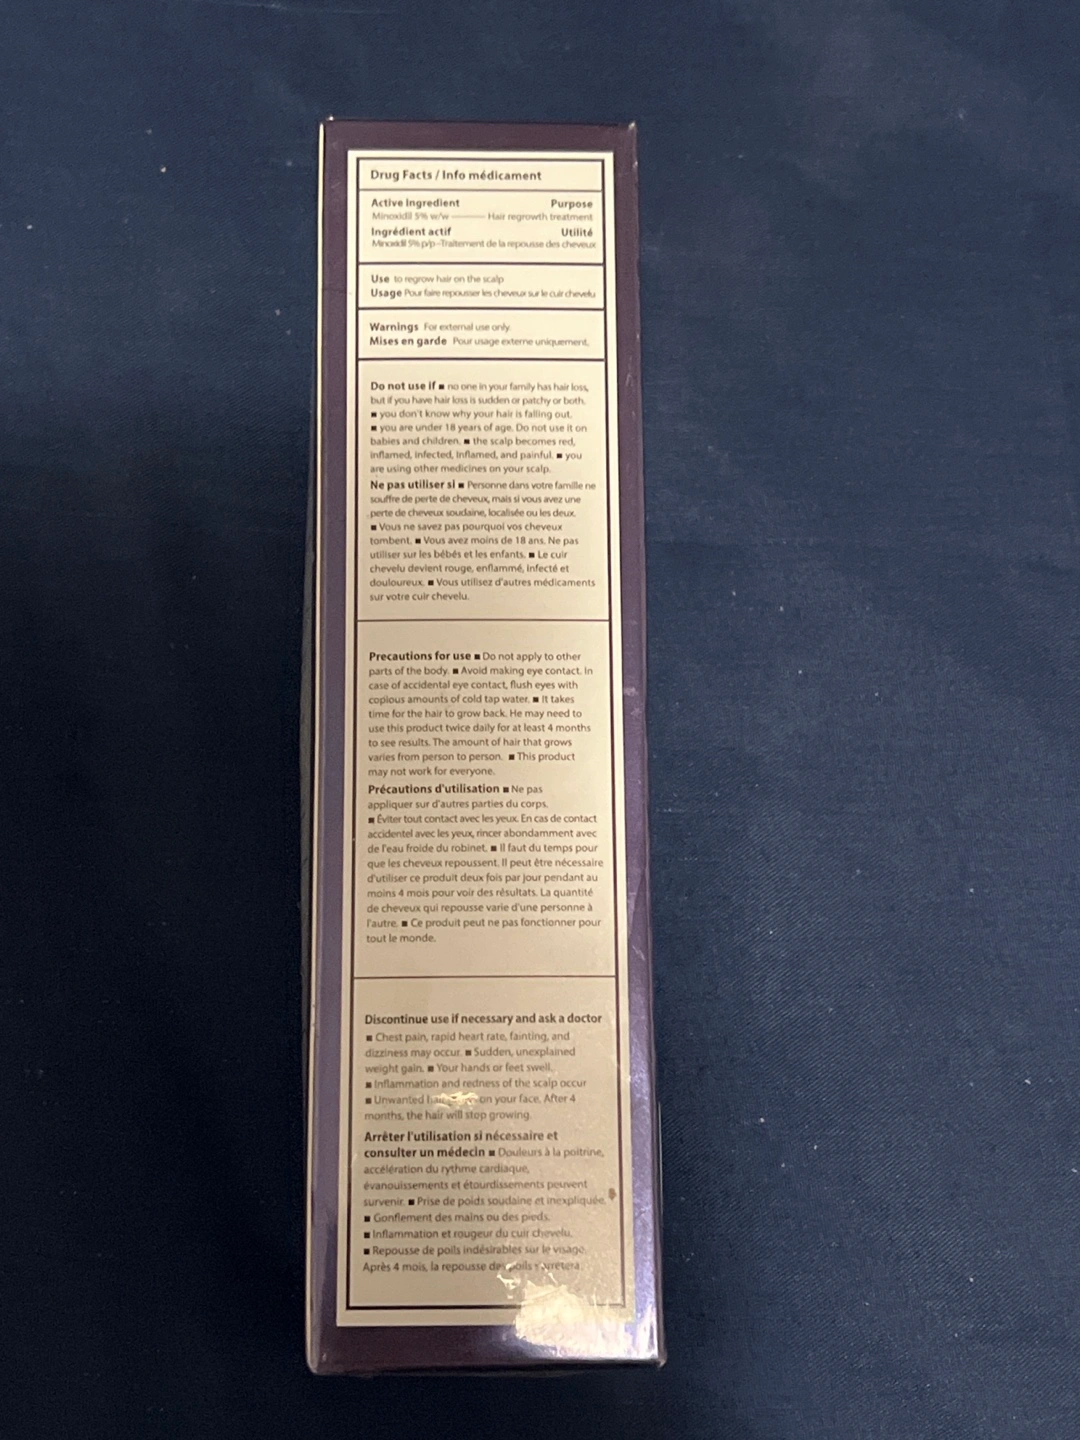 Drug Facts / Info médicament
Active Ingredient Purpose
Minoxidil 5% w/w Hair regrowth treatment
Ingrédient actif Utilité
Minoxidil 5% p/p--Traitement de la repousse des cheveux
Use to regrow hair on the scalp
Usage Pour faire repousser les cheveux sur le cuir chevelu
Warnings For external use only.
Mises en garde Pour usage externe uniquement.
Do not use if ■ no one in your family has hair loss,
but if you have hair loss is sudden or patchy or both.
■ you don't know why your hair is falling out.
■ you are under 18 years of age. Do not use it on
babies and children. ■ the scalp becomes red,
inflamed, infected, inflamed, and painful. ■ you
are using other medicines on your scalp.
Ne pas utiliser si ■ Personne dans votre famille ne
souffre de perte de cheveux, mais si vous avez une
perte de cheveux soudaine, localisée ou les deux.
■ Vous ne savez pas pourquoi vos cheveux
tombent. ■ Vous avez moins de 18 ans. Ne pas
utiliser sur les bébés et les enfants. ■ Le cuir
chevelu devient rouge, enflammé, infecté et
douloureux. ■ Vous utilisez d'autres médicaments
sur votre cuir chevelu.
Precautions for use ■ Do not apply to other
parts of the body. ■ Avoid making eye contact. In
case of accidental eye contact, flush eyes with
copious amounts of cold tap water. ■ It takes
time for the hair to grow back. He may need to
use this product twice daily for at least 4 months
to see results. The amount of hair that grows
varies from person to person. ■ This product
may not work for everyone.
Précautions d'utilisation ■ Ne pas
appliquer sur d'autres parties du corps.
■ Éviter tout contact avec les yeux. En cas de contact
accidentel avec les yeux, rincer abondamment avec
de l'eau froide du robinet. ■ Il faut du temps pour
que les cheveux repoussent. Il peut être nécessaire
d'utiliser ce produit deux fois par jour pendant au
moins 4 mois pour voir des résultats. La quantité
de cheveux qui repousse varie d'une personne à
l'autre. ■ Ce produit peut ne pas fonctionner pour
tout le monde.
Discontinue use if necessary and ask a doctor
■ Chest pain, rapid heart rate, fainting, and
dizziness may occur. ■ Sudden, unexplained
weight gain. ■ Your hands or feet swell.
■ Inflammation and redness of the scalp occur
■ Unwanted on your face. After 4
months, the hair will stop growing.
Arrêter l'utilisation si nécessaire et
consulter un médecin ■ Douleurs à la poitrine,
accélération du rythme cardiaque,
évanouissements et étourdissements peuvent
survenir. ■ Prise de poids soudaine et inexpliquée.
■ Gonflement des mains ou des pieds.
■ Inflammation et rougeur du cuir chevelu.
■ Repousse de poils indésirables sur le visage.
Après 4 mois, la repousse des poils s'arrêtera.